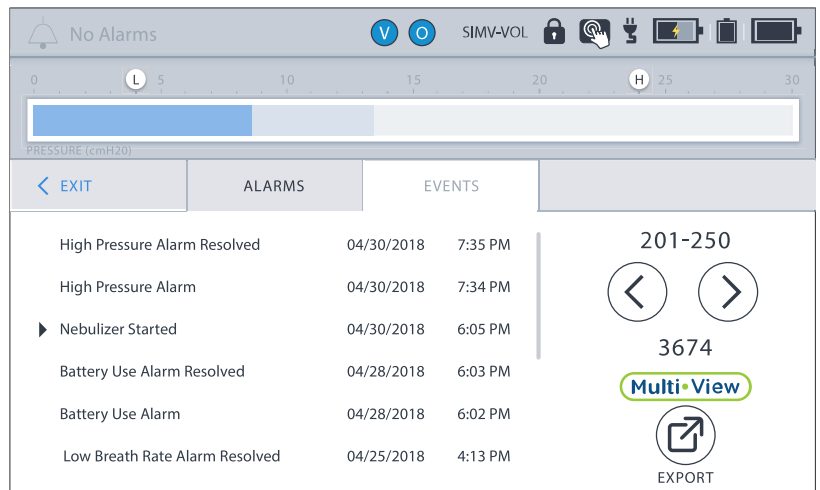 No Alarms V O SIMV-VOL
0 L 5 10 15 20 H 25 30
PRESSURE (cmH20)
EXIT ALARMS EVENTS
High Pressure Alarm Resolved 04/30/2018 7:35 PM
High Pressure Alarm 04/30/2018 7:34 PM
Nebulizer Started 04/30/2018 6:05 PM
Battery Use Alarm Resolved 04/28/2018 6:03 PM
Battery Use Alarm 04/28/2018 6:02 PM
Low Breath Rate Alarm Resolved 04/25/2018 4:13 PM
201-250
3674
Multi•View
EXPORT